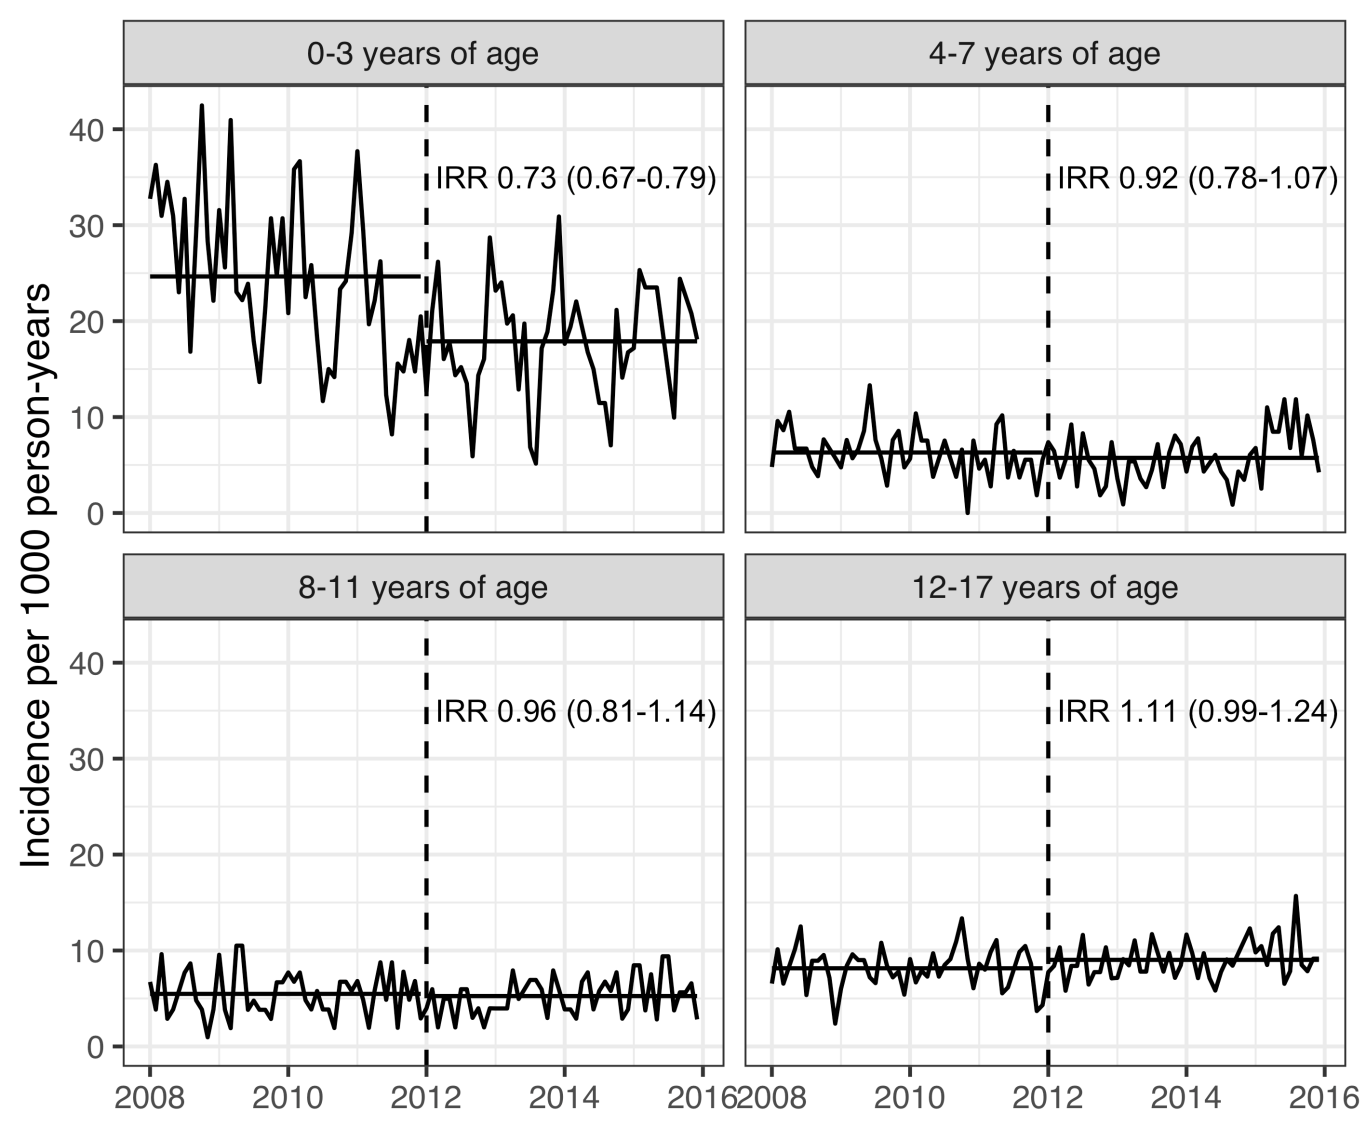 0-3 years of age
4-7 years of age
40
30
20
10
0
IRR 0.73 (0.67-0.79)
IRR 0.92 (0.78-1.07)
Incidence per 1000 person-years
8-11 years of age
12-17 years of age
40
30
20
10
0
IRR 0.96 (0.81-1.14)
IRR 1.11 (0.99-1.24)
2008 2010 2012 2014 2016
2008 2010 2012 2014 2016